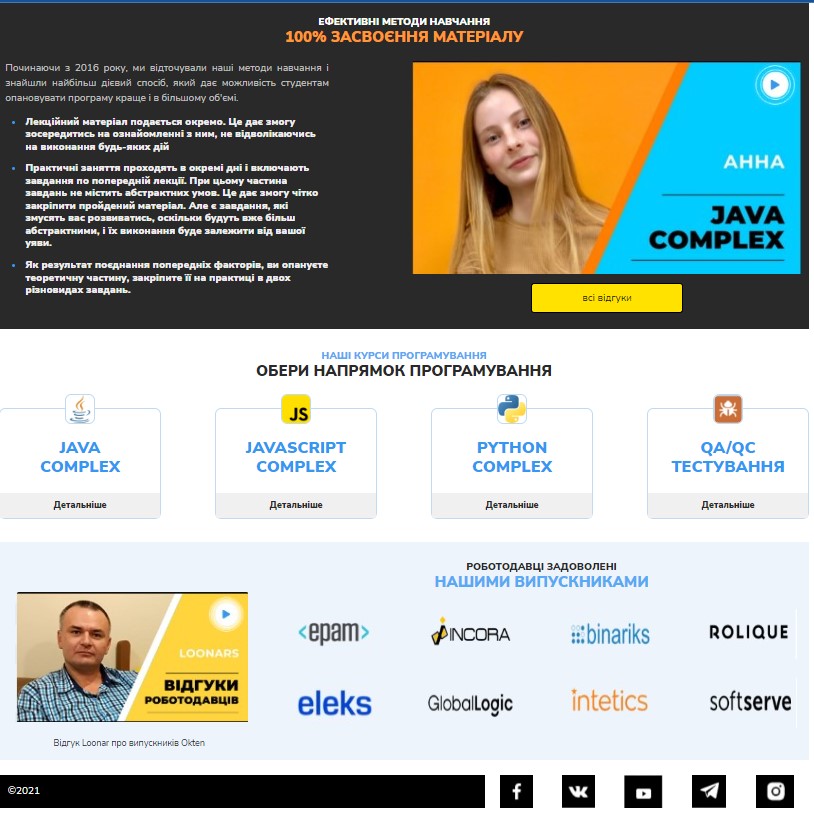 ЕФЕКТИВНІ МЕТОДИ НАВЧАННЯ
100% ЗАСВОЄННЯ МАТЕРІАЛУ
Починаючи з 2016 року, ми відточували наші методи навчання і
знайшли найбільш дієвий спосіб, який дає можливість студентам
опановувати програму краще і в більшому об'ємі.
Лекційний матеріал подається окремо. Це дає змогу
зосередитись на ознайомленні з ним, не відволікаючись
на виконання будь-яких дій
Практичні заняття проходять в окремі дні і включають
завдання по попередній лекції. При цьому частина
завдань не містить абстрактних умов. Це дає змогу чітко
закріпити пройдений матеріал. Але є завдання, які
змусять вас розвиватись, оскільки будуть вже більш
абстрактними, і їх виконання буде залежити від вашої
уяви.
Як результат поєднання попередніх факторів, ви опануєте
теоретичну частину, закріпите її на практиці в двох
різновидах завдань.
АННА
JAVA
COMPLEX
всі відгуки
НАШІ КУРСИ ПРОГРАМУВАННЯ
ОБЕРИ НАПРЯМОК ПРОГРАМУВАННЯ
JS
JAVA
COMPLEX
JAVASCRIPT
COMPLEX
PYTHON
COMPLEX
QA/QC
ТЕСТУВАННЯ
Детальніше
Детальніше
Детальніше
Детальніше
РОБОТОДАВЦІ ЗАДОВОЛЕНІ
НАШИМИ ВИПУСКНИКАМИ
LOONARS
ВІДГУКИ
РОБОТОДАВЦІВ
Відгук Loonar про випускників Okten
<epam>
INCORA
binariks
ROLIQUE
eleks
GlobalLogic
intetics
softserve
©2021